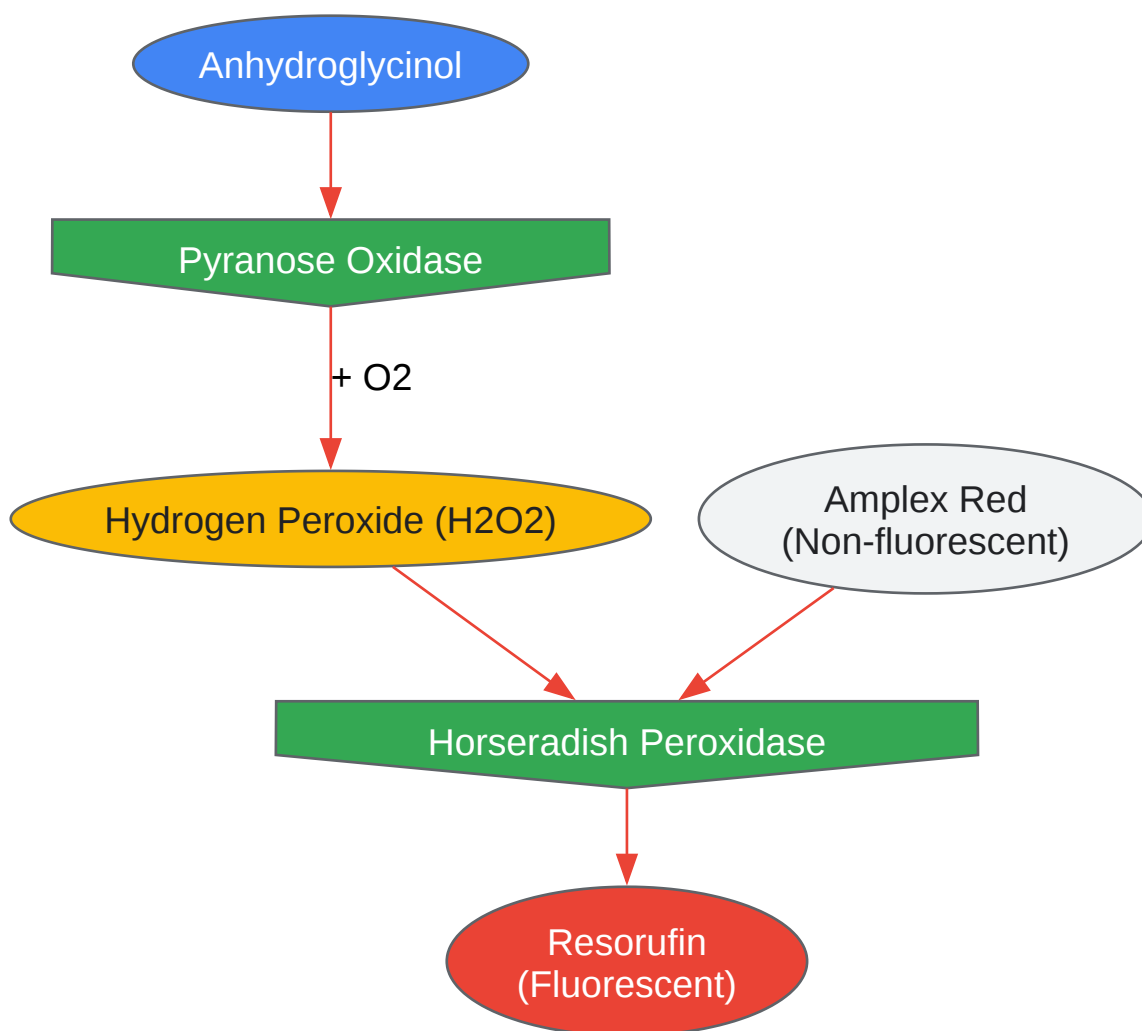 Anhydroglycinol
Pyranose Oxidase
+ O2
Hydrogen Peroxide (H2O2)
Amplex Red
(Non-fluorescent)
Horseradish Peroxidase
Resorufin
(Fluorescent)